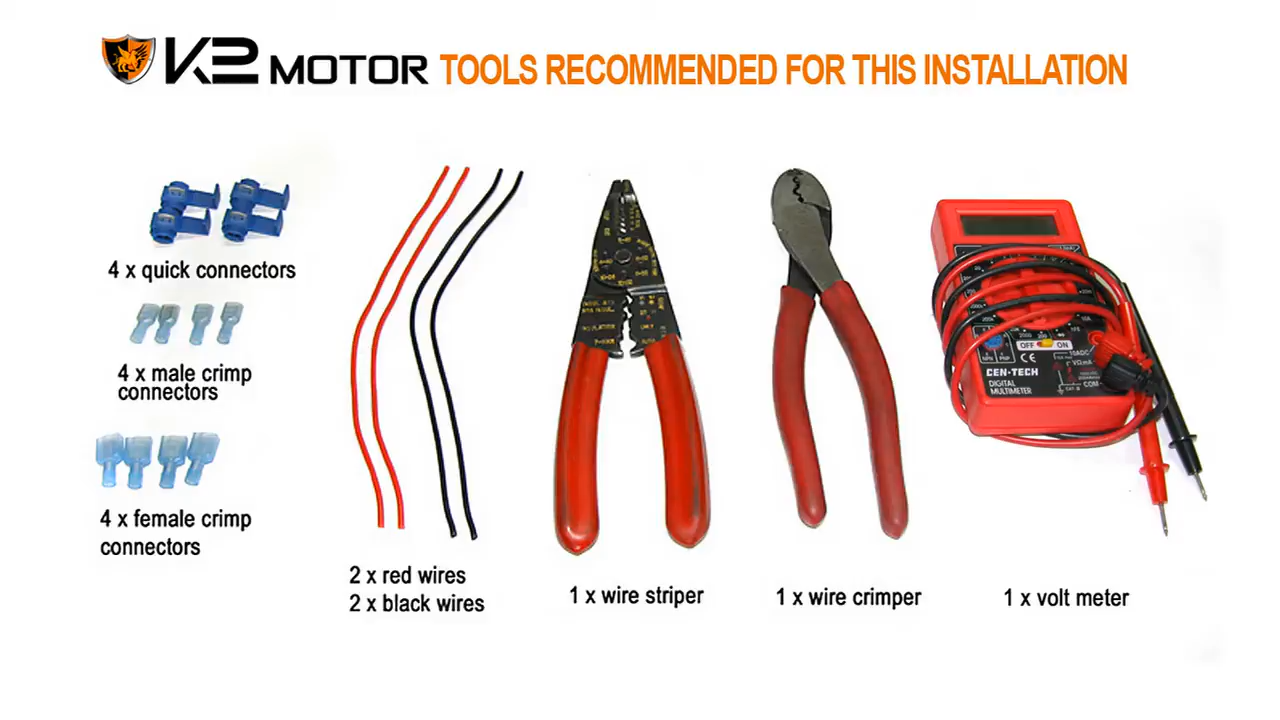 K2 MOTOR TOOLS RECOMMENDED FOR THIS INSTALLATION
4 x quick connectors
4 x male crimp
connectors
4 x female crimp
connectors
2 x red wires
2 x black wires
1 x wire striper
1 x wire crimper
1 x volt meter
OFF ON
10ADC
CEN-TECH
DIGITAL
MULTIMETER
COM